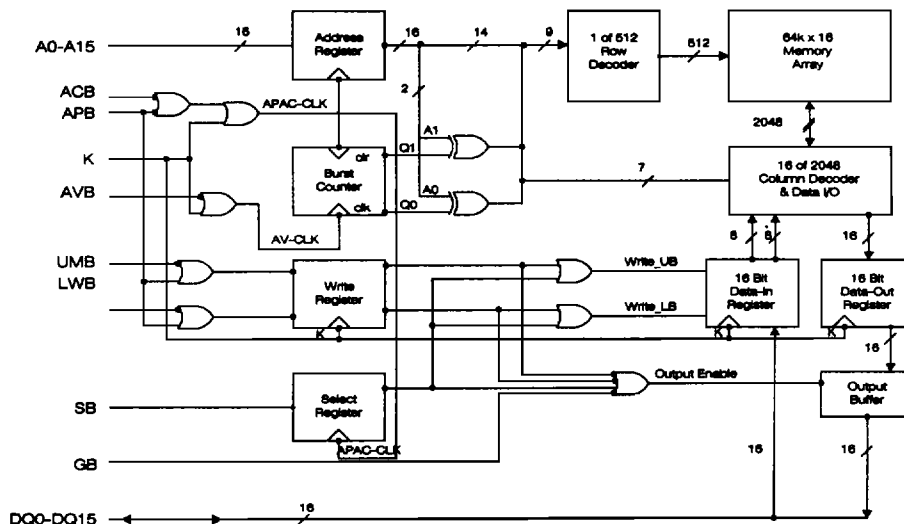 A0-A15
16
Address
Register
16
14
9
1 of 512
Row
Decoder
512
64k x 16
Memory
Array
2
ACB
APB
APAC-CLK
A1
Q1
2048
K
clr
Burst
Counter
clk
A0
Q0
7
16 of 2048
Column Decoder
& Data I/O
AVB
AV-CLK
8
8
16
UMB
LWB
Write
Register
K
Write_UB
Write_LB
16 Bit
Data-In
Register
K
16 Bit
Data-Out
Register
K
16
SB
Select
Register
APAC-CLK
Output Enable
Output
Buffer
GB
16
16
DQ0-DQ15
16